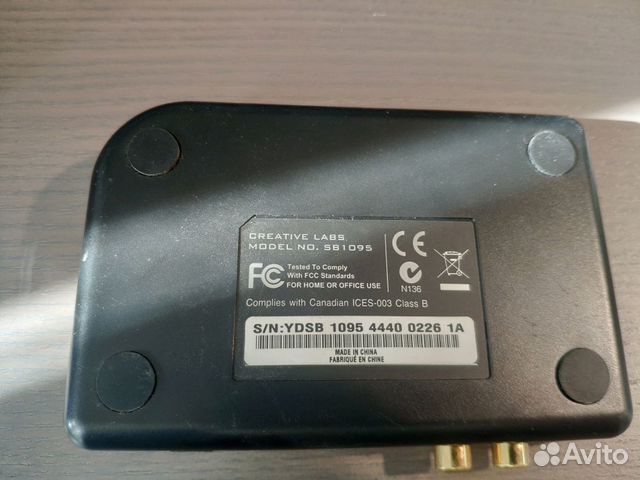 CREATIVE LABS
MODEL NO. SB1095
FC Tested To Comply
With FCC Standards
FOR HOME OR OFFICE USE
CE
N136
Complies with Canadian ICES-003 Class B
S/N:YDSB 1095 4440 0226 1A
MADE IN CHINA
FABRIQUÉ EN CHINE
Avito